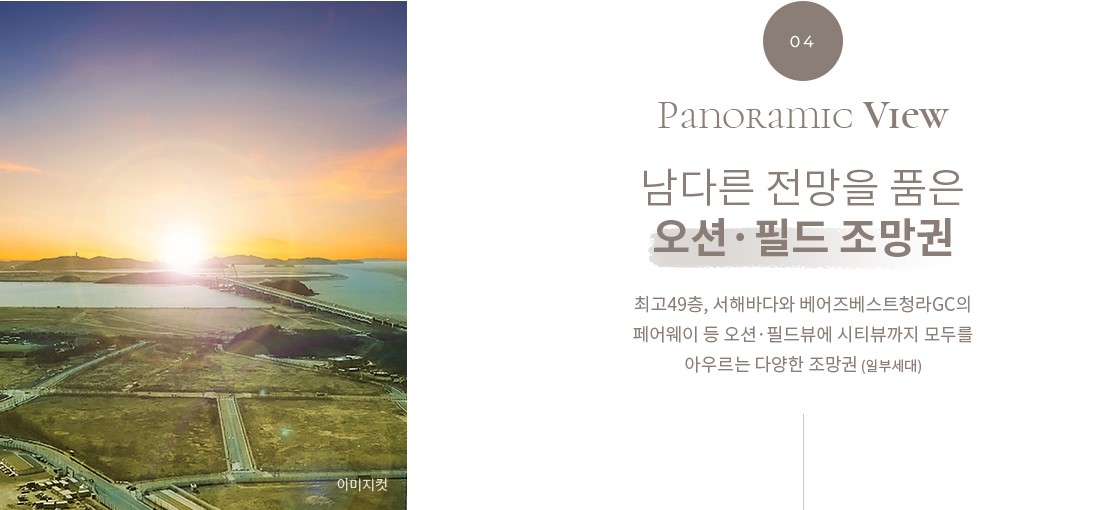 04
Panoramic View
남다른 전망을 품은
오션·필드 조망권
최고49층, 서해바다와 베어즈베스트청라GC의
페어웨이 등 오션·필드뷰에 시티뷰까지 모두를
아우르는 다양한 조망권 (일부세대)
이미지컷